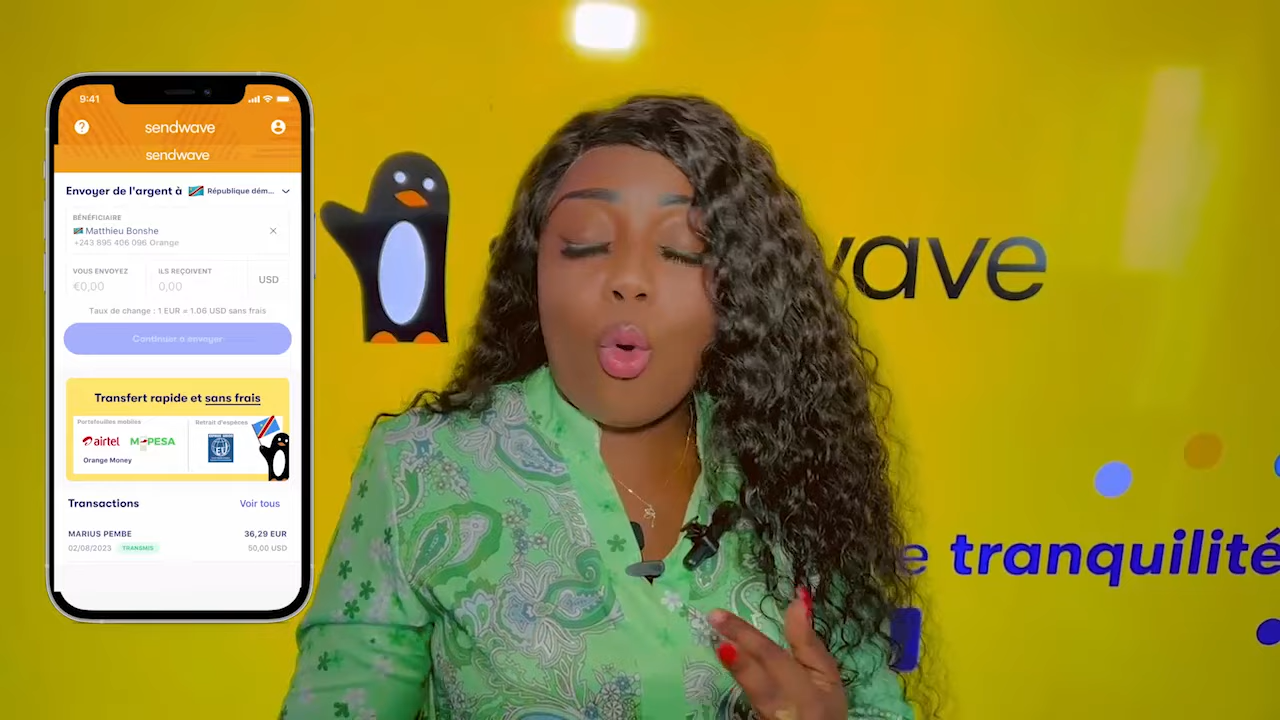 9:41
sendwave
sendwave
Envoyer de l'argent à République dém...
BÉNÉFICIAIRE
Matthieu Bonshe
+243 895 406 096 Orange
VOUS ENVOYEZ
€0,00
ILS REÇOIVENT
0,00
USD
Taux de change : 1 EUR = 1.06 USD sans frais
Continuer à envoyer
Transfert rapide et sans frais
Portefeuilles mobiles
airtel M-PESA
Orange Money
Retrait d'espèces
Transactions
Voir tous
MARIUS PEMBE
36,29 EUR
02/08/2023 TRANSMIS
50,00 USD
wave
e tranquilité